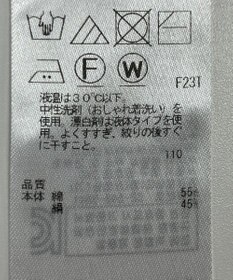 F
W
F23T
液温は30℃以下。
中性洗剤（おしゃれ着洗い）を
使用。漂白剤は液体タイプを使
用。よくすすぎ、絞りの後すぐ
に干すこと。
110
品質
本体 綿 55
絹 45